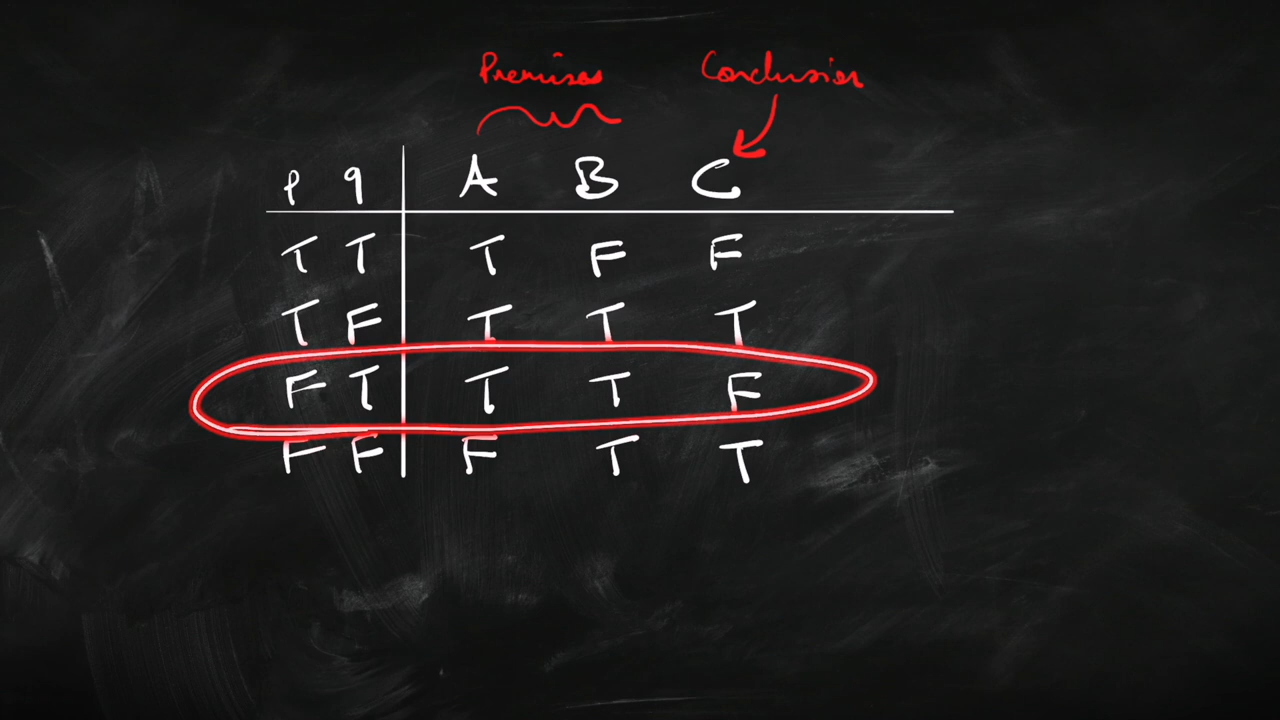 Premises Conclusion
p q A B C
T T T F F
T F T T T
F T T T F
F F F T T